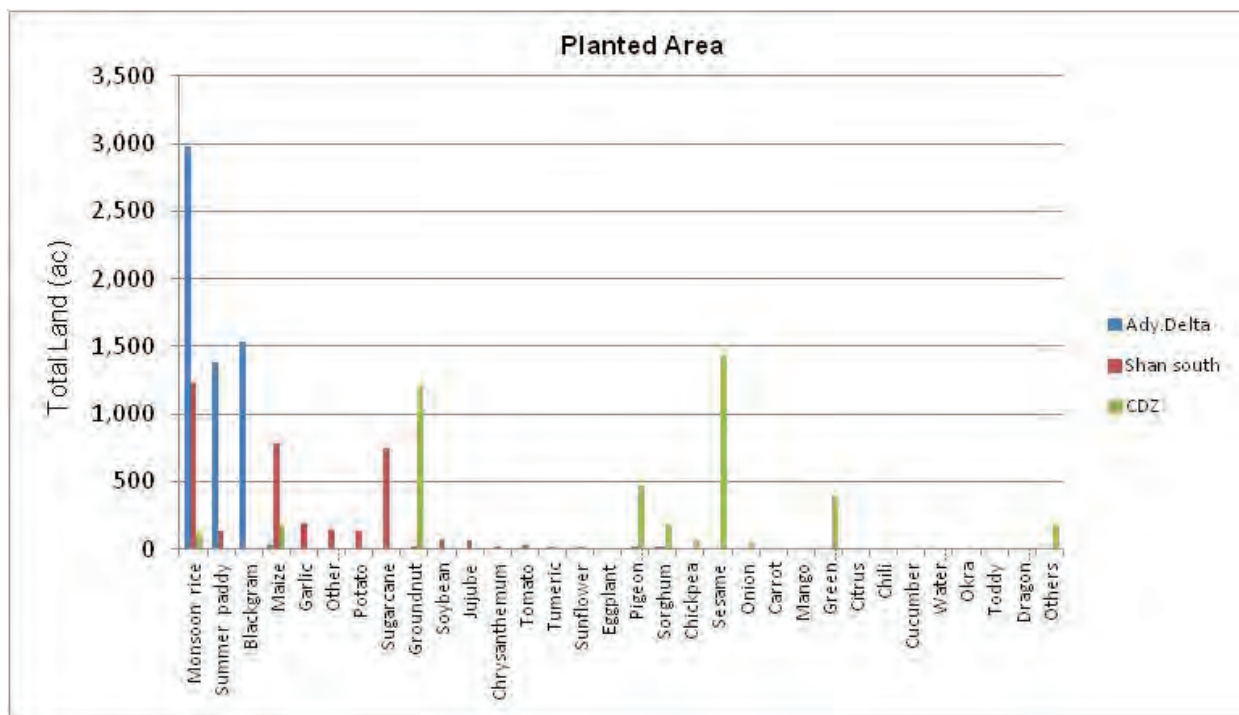 Planted Area
3,500
3,000
2,500
2,000
1,500
1,000
500
0
Total Land (ac)
Monsoon rice
Summer paddy
Blackgram
Maize
Garlic
Other
Potato
Sugarcane
Groundnut
Soybean
Jujube
Chrysanthemum
Tomato
Tumeric
Sunflower
Eggplant
Pigeon
Sorghum
Chickpea
Sesame
Onion
Carrot
Mango
Green
Citrus
Chili
Cucumber
Water
Okra
Toddy
Dragon
Others
Ady.Delta
Shan south
CDZ